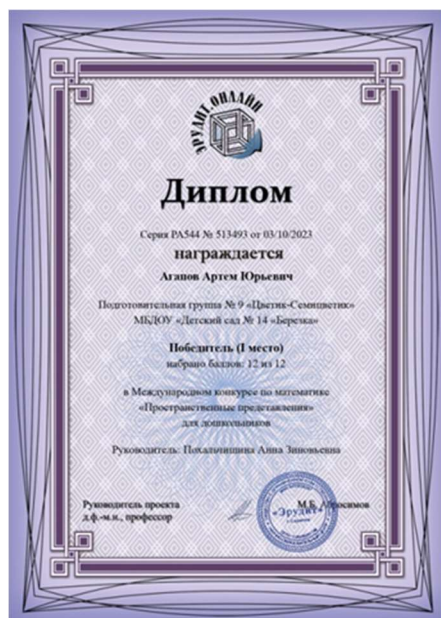 ЭРУДИТ.ОНЛАЙН
Диплом
Серия РА544 № 513493 от 03/10/2023
награждается
Агапов Артем Юрьевич
Подготовительная группа № 9 «Цветик-Семицветик»
МБДОУ «Детский сад № 14 «Березка»
Победитель (I место)
набрано баллов: 12 из 12
в Международном конкурсе по математике
«Пространственные представления»
для дошкольников
Руководитель: Похальчишина Анна Зиновьевна
Руководитель проекта
д.ф.-м.н., профессор
М.Б. Абросимов
«Эрудит»